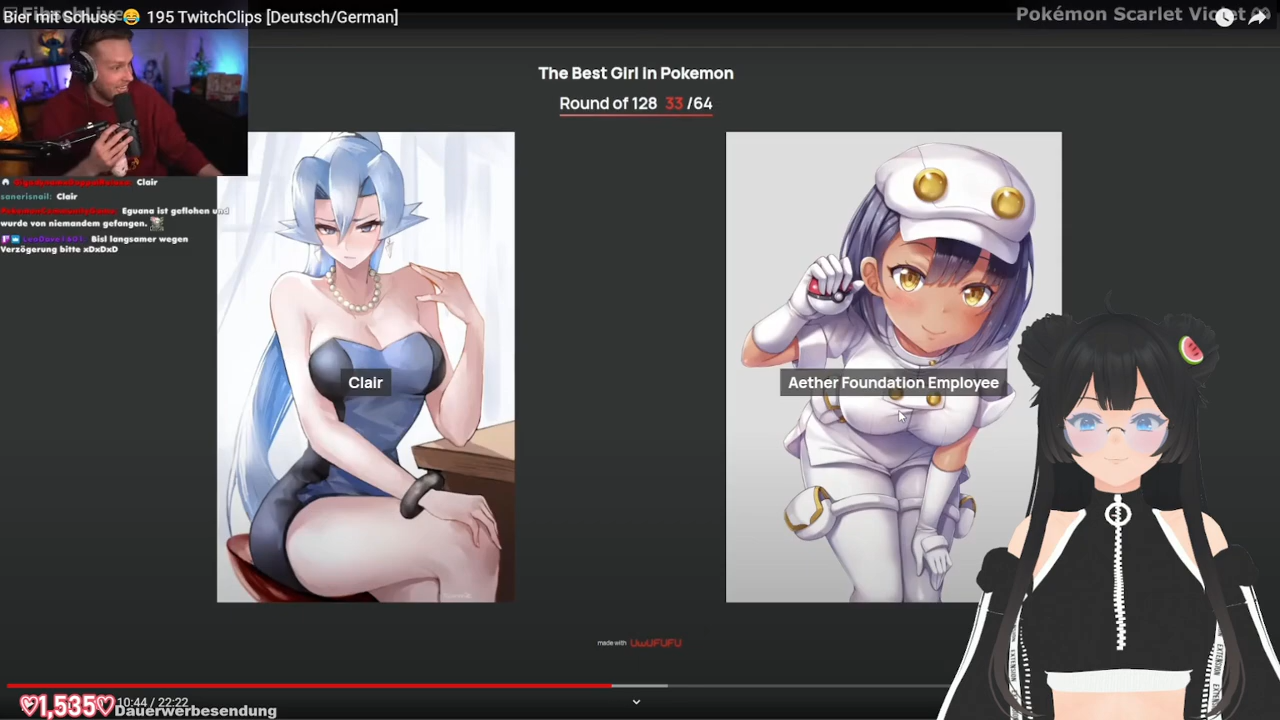 Bier mit Schuss 😂 195 TwitchClips [Deutsch/German]
Pokémon Scarlet Violet
The Best Girl in Pokemon
Round of 128 33 /64
Clair
sanerisnail: Clair
Eguana ist geflohen und
wurde von niemandem gefangen.
Bisl langsamer wegen
Verzögerung bitte xDxDxD
Clair
Aether Foundation Employee
made with UwUFUFU
1,535
10:44 / 22:22
Dauerwerbesendung
EXTENSION